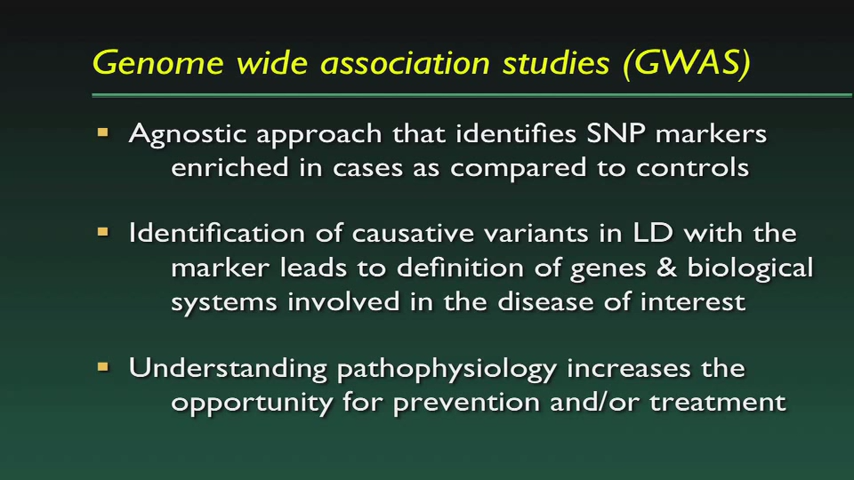 Genome wide association studies (GWAS)
▪ Agnostic approach that identifies SNP markers
enriched in cases as compared to controls
▪ Identification of causative variants in LD with the
marker leads to definition of genes & biological
systems involved in the disease of interest
▪ Understanding pathophysiology increases the
opportunity for prevention and/or treatment